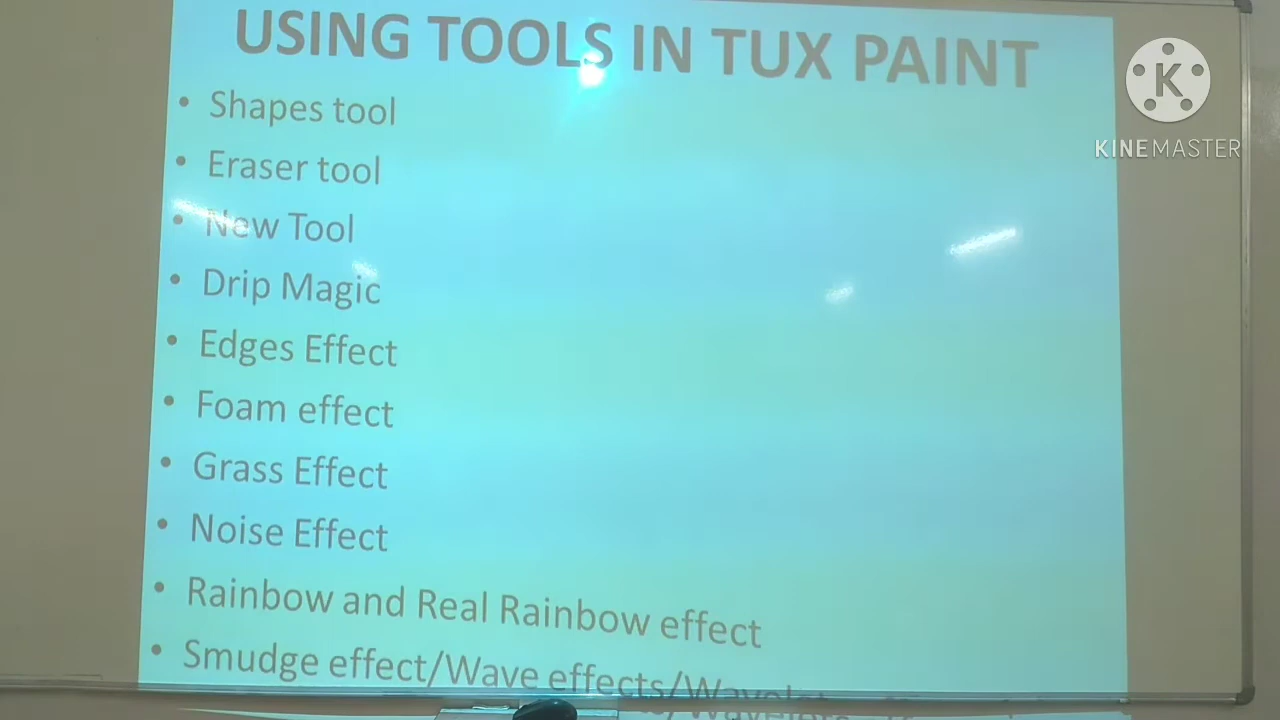 USING TOOLS IN TUX PAINT
K
KINEMASTER
• Shapes tool
• Eraser tool
• New Tool
• Drip Magic
• Edges Effect
• Foam effect
• Grass Effect
• Noise Effect
• Rainbow and Real Rainbow effect
• Smudge effect/Wave effects/